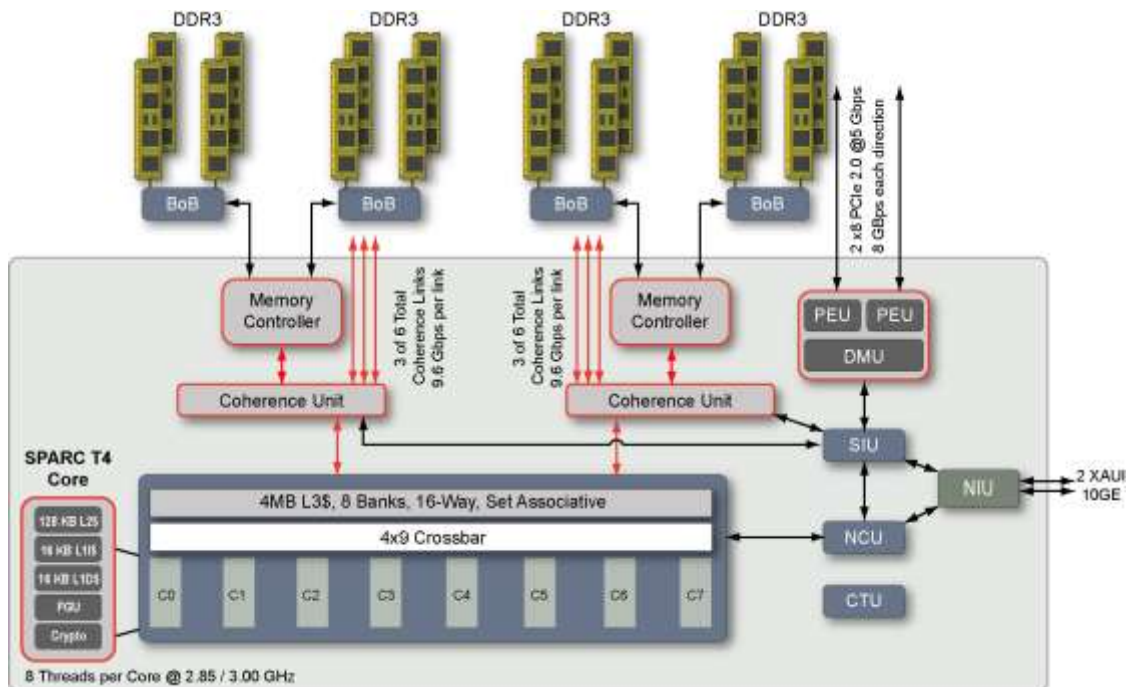 DDR3
DDR3
DDR3
DDR3
BoB
BoB
BoB
BoB
2 x8 PCIe 2.0 @5 Gbps
8 GBps each direction
Memory
Controller
3 of 6 Total
Coherence Links
9.6 Gbps per link
3 of 6 Total
Coherence Links
9.6 Gbps per link
Memory
Controller
PEU
PEU
DMU
Coherence Unit
Coherence Unit
SIU
SPARC T4
Core
128 KB L2$
16 KB L1I$
16 KB L1D$
FGU
Crypto
4MB L3$, 8 Banks, 16-Way, Set Associative
4x9 Crossbar
C0
C1
C2
C3
C4
C5
C6
C7
NIU
2 XAUI
10GE
NCU
CTU
8 Threads per Core @ 2.85 / 3.00 GHz